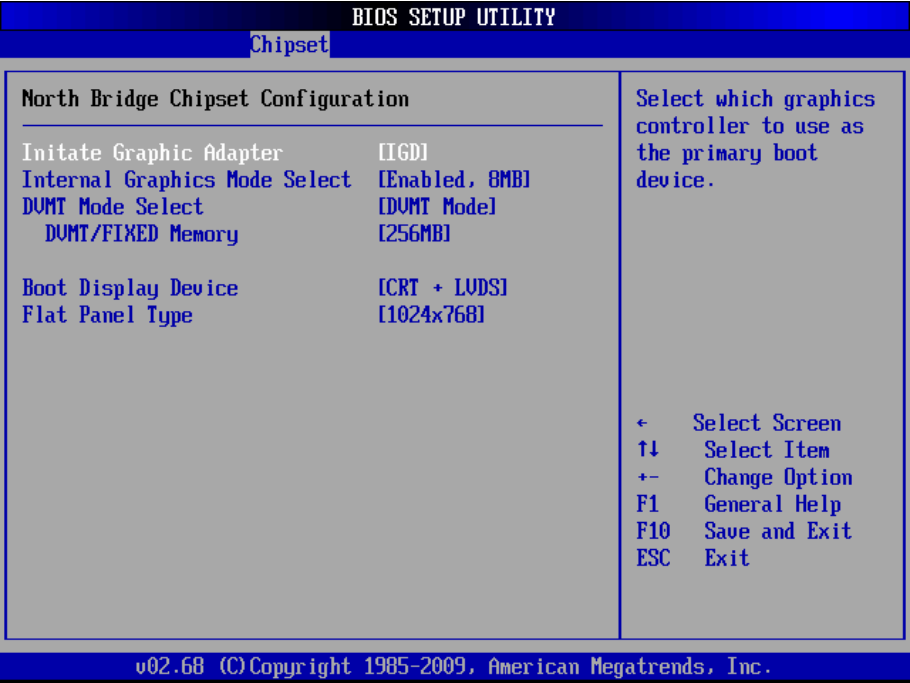 BIOS SETUP UTILITY
Chipset
North Bridge Chipset Configuration
Initate Graphic Adapter [IGD]
Internal Graphics Mode Select [Enabled, 8MB]
DVMT Mode Select [DVMT Mode]
DVMT/FIXED Memory [256MB]
Boot Display Device [CRT + LVDS]
Flat Panel Type [1024x768]
Select which graphics
controller to use as
the primary boot
device.
← Select Screen
↑↓ Select Item
+- Change Option
F1 General Help
F10 Save and Exit
ESC Exit
v02.68 (C)Copyright 1985-2009, American Megatrends, Inc.